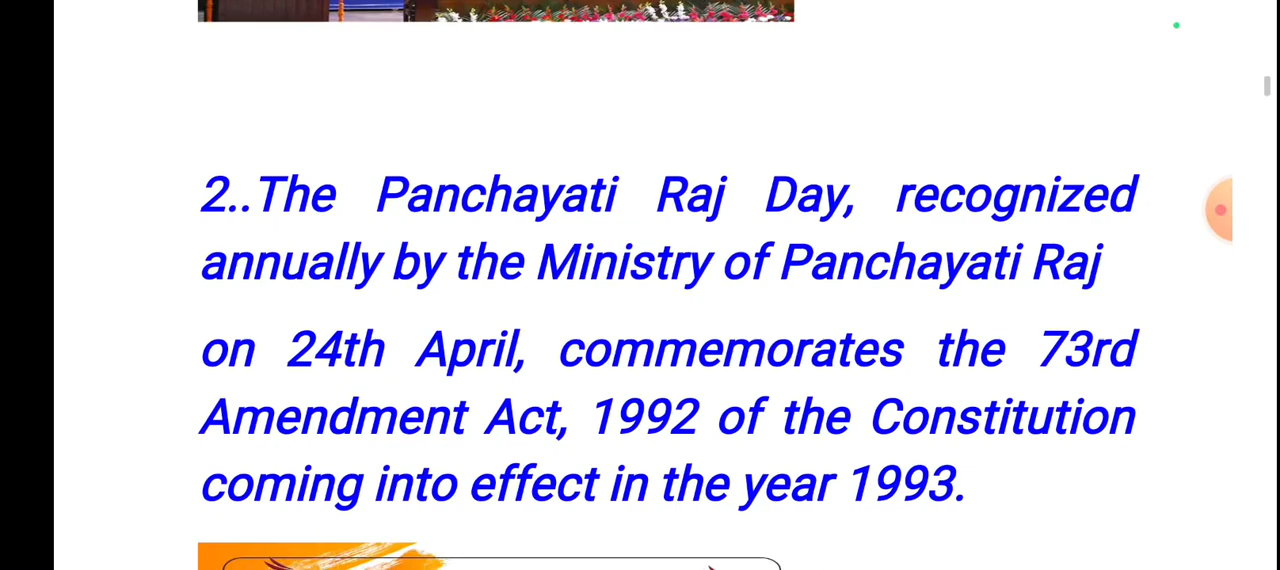 2..The Panchayati Raj Day, recognized
annually by the Ministry of Panchayati Raj
on 24th April, commemorates the 73rd
Amendment Act, 1992 of the Constitution
coming into effect in the year 1993.